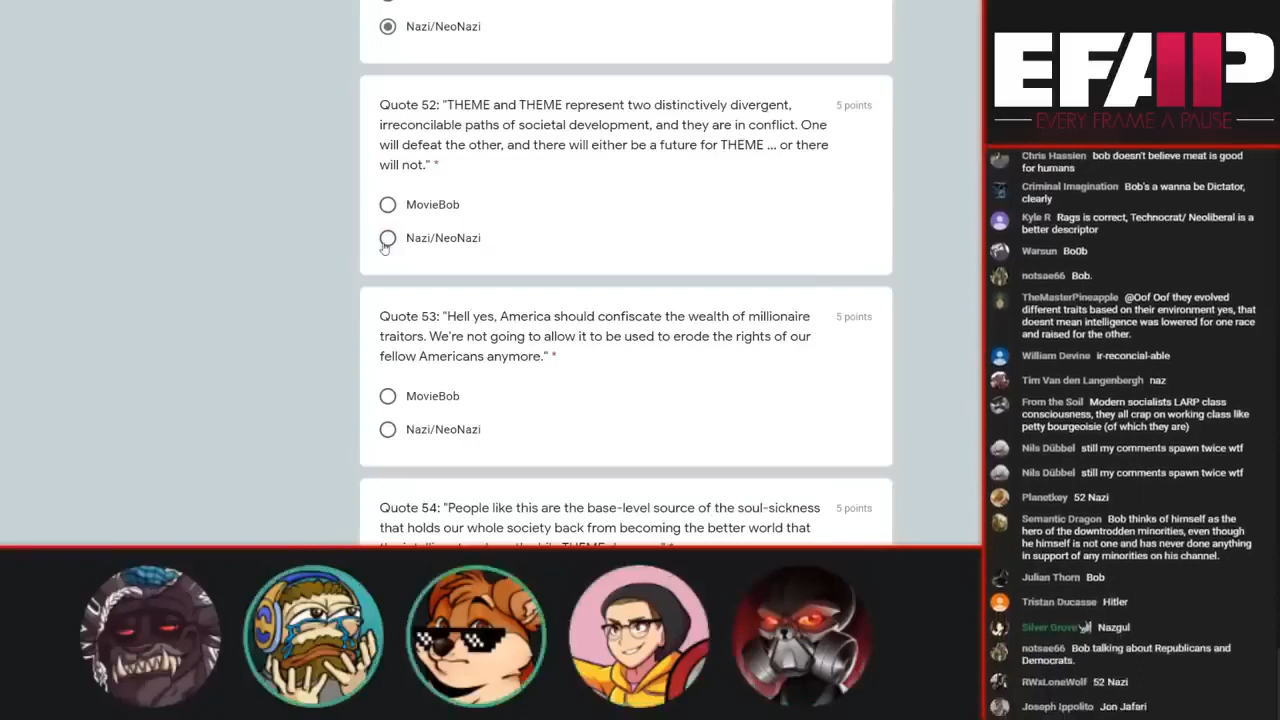 Nazi/NeoNazi
Quote 52: "THEME and THEME represent two distinctively divergent,
5 points
irreconcilable paths of societal development, and they are in conflict. One
will defeat the other, and there will either be a future for THEME ... or there
will not." *
MovieBob
Nazi/NeoNazi
Quote 53: "Hell yes, America should confiscate the wealth of millionaire
5 points
traitors. We're not going to allow it to be used to erode the rights of our
fellow Americans anymore." *
MovieBob
Nazi/NeoNazi
Quote 54: "People like this are the base-level source of the soul-sickness
5 points
that holds our whole society back from becoming the better world that
EFAP
EVERY FRAME A PAUSE
Chris Hassien bob doesn't believe meat is good
for humans
Criminal Imagination Bob's a wanna be Dictator,
clearly
Kyle R Rags is correct, Technocrat/ Neoliberal is a
better descriptor
Warsun Bo0b
notsae66 Bob.
TheMasterPineapple @Oof Oof they evolved
different traits based on their environment yes, that
doesnt mean intelligence was lowered for one race
and raised for the other.
William Devine ir-reconcial-able
Tim Van den Langenbergh naz
From the Soil Modern socialists LARP class
consciousness, they all crap on working class like
petty bourgeoisie (of which they are)
Nils Dübbel still my comments spawn twice wtf
Nils Dübbel still my comments spawn twice wtf
Planetkey 52 Nazi
Semantic Dragon Bob thinks of himself as the
hero of the downtrodden minorities, even though
he himself is not one and has never done anything
in support of any minorities on his channel.
Julian Thorn Bob
Tristan Ducasse Hitler
Silver Grove Nazgul
notsae66 Bob talking about Republicans and
Democrats.
RWxLoneWolf 52 Nazi
Joseph Ippolito Jon Jafari